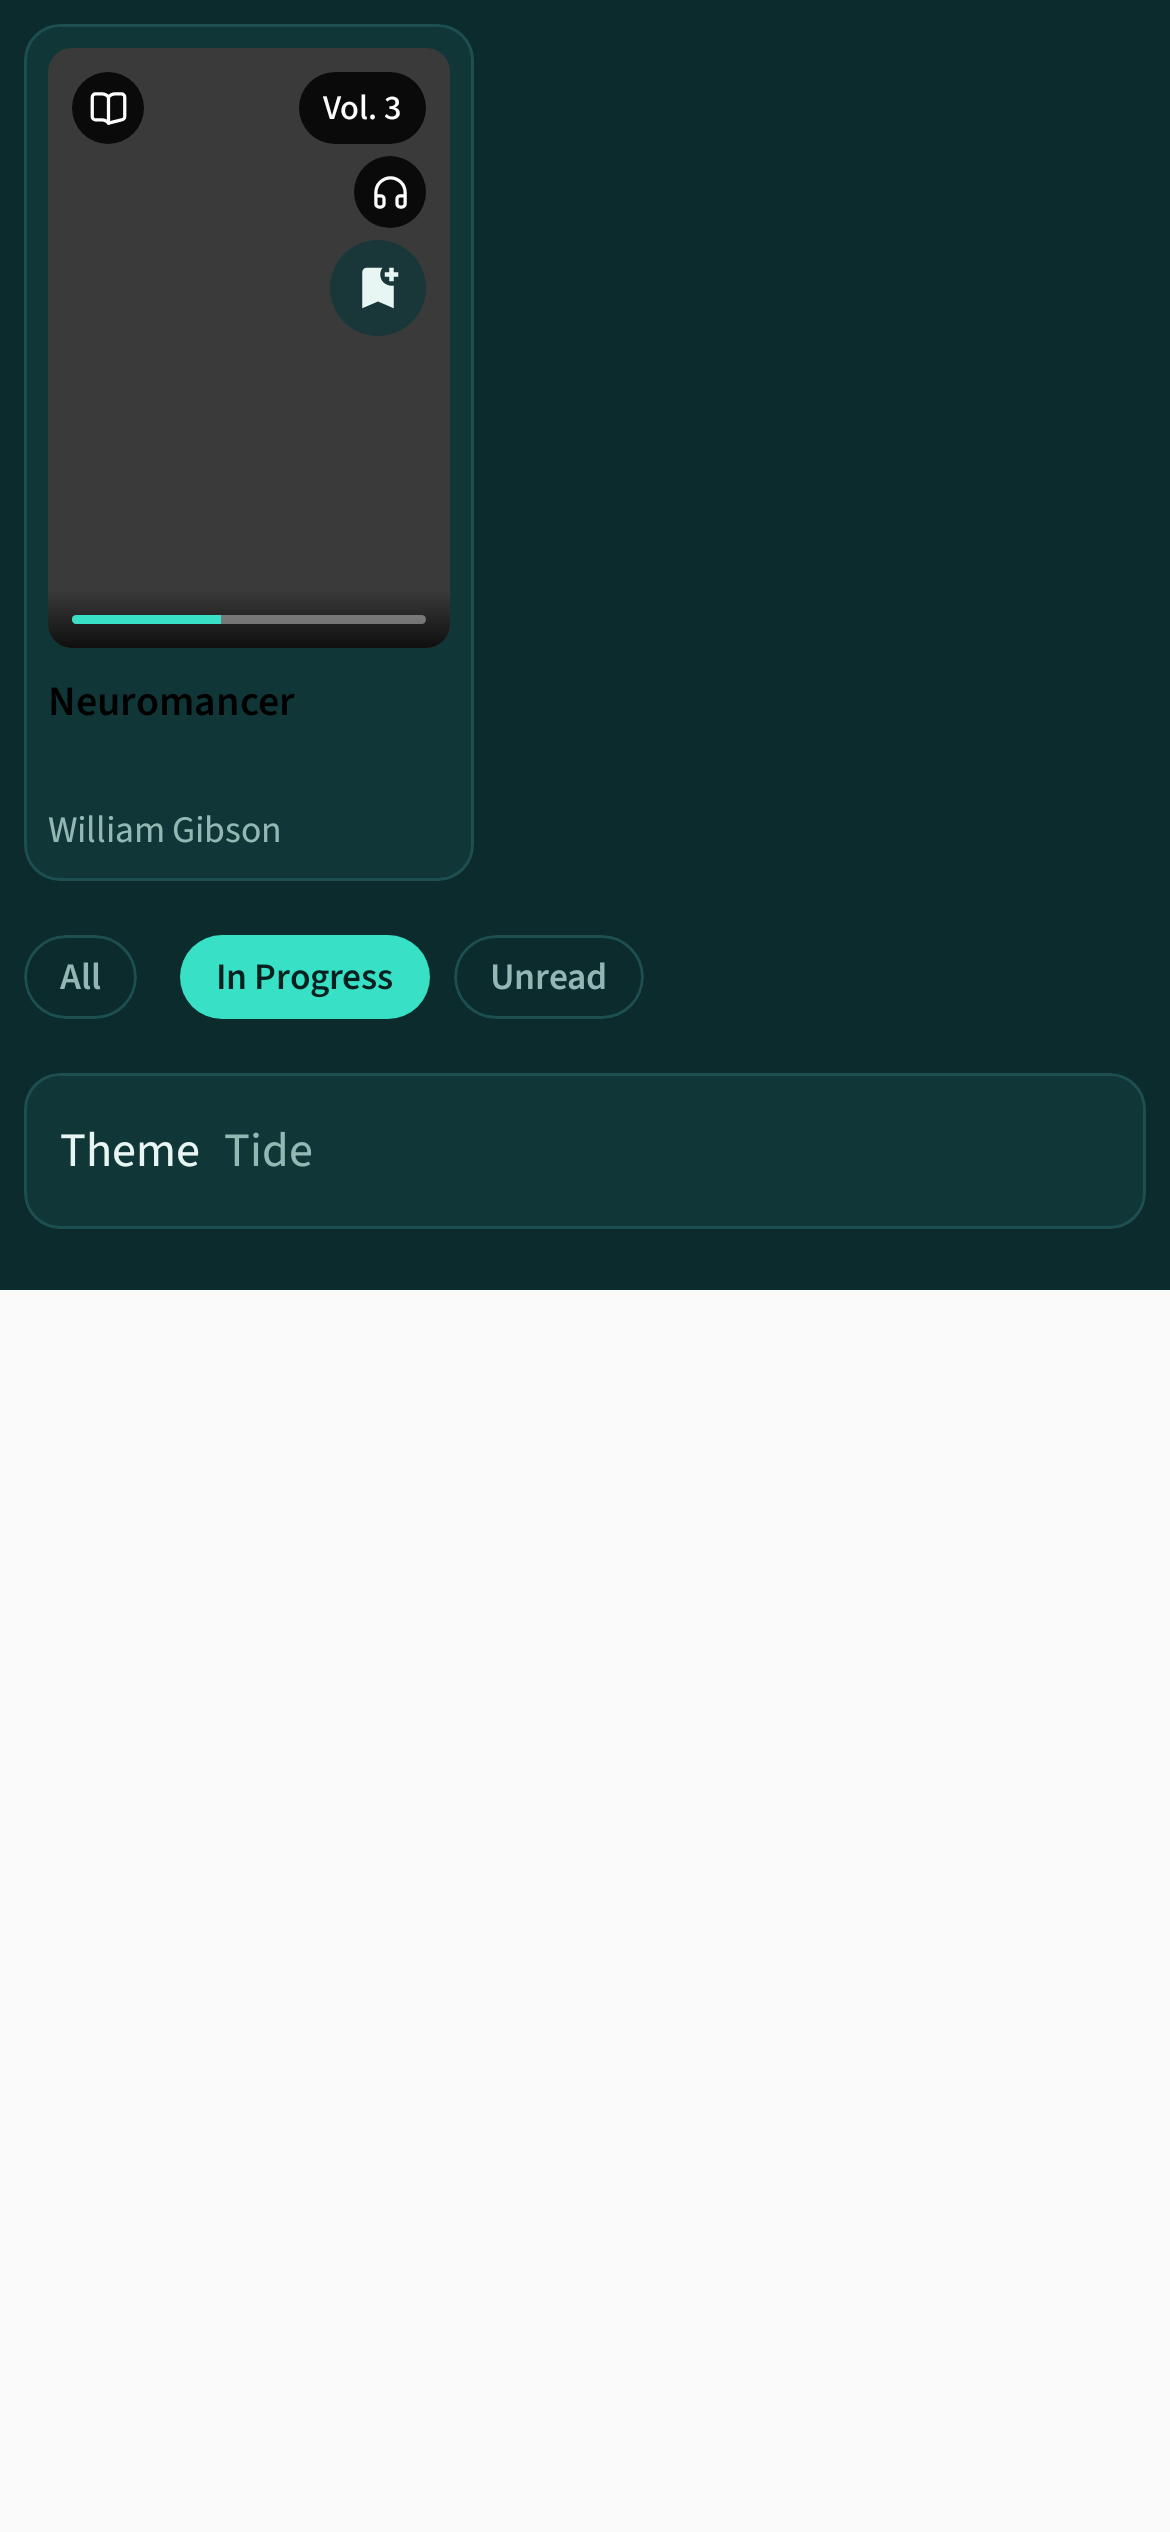 Vol. 3
Neuromancer
William Gibson
All In Progress Unread
Theme Tide